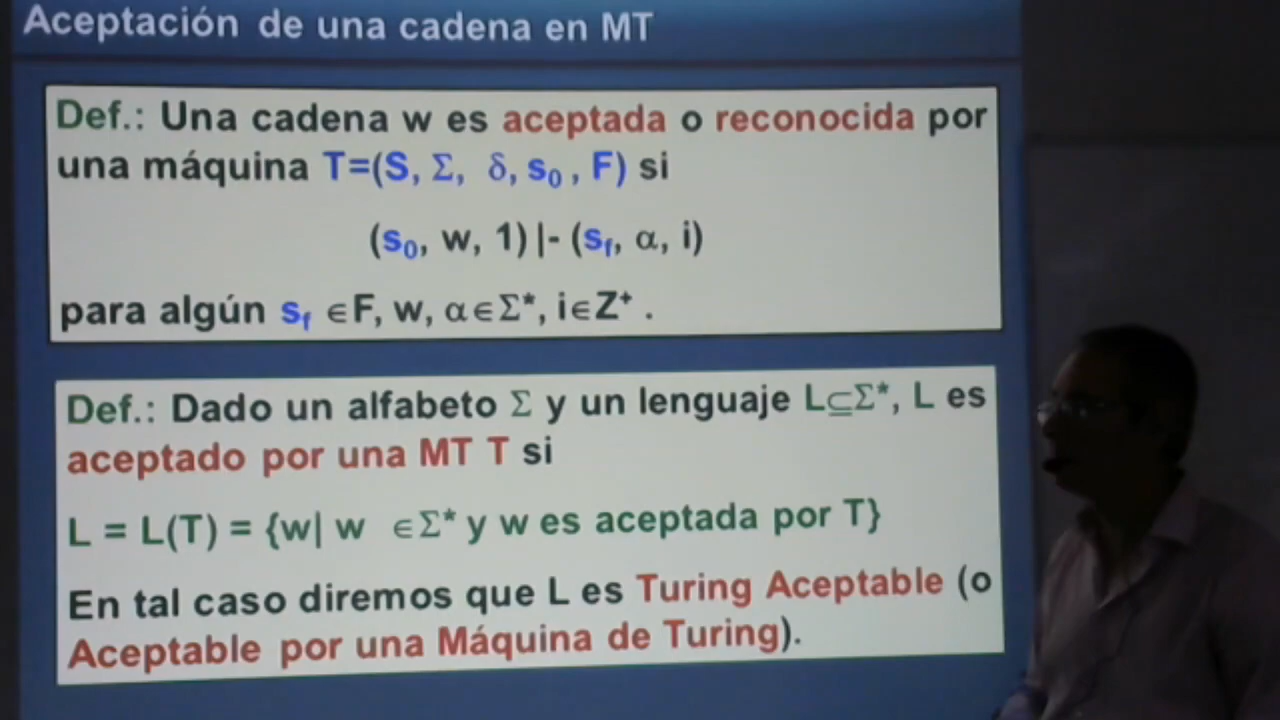 Aceptación de una cadena en MT
Def.: Una cadena w es aceptada o reconocida por
una máquina T=(S, Σ, δ, s₀ , F) si
(s₀, w, 1) |- (s_f, α, i)
para algún s_f ∈F, w, α∈Σ*, i∈Z⁺ .
Def.: Dado un alfabeto Σ y un lenguaje L⊆Σ*, L es
aceptado por una MT T si
L = L(T) = {w| w ∈Σ* y w es aceptada por T}
En tal caso diremos que L es Turing Aceptable (o
Aceptable por una Máquina de Turing).